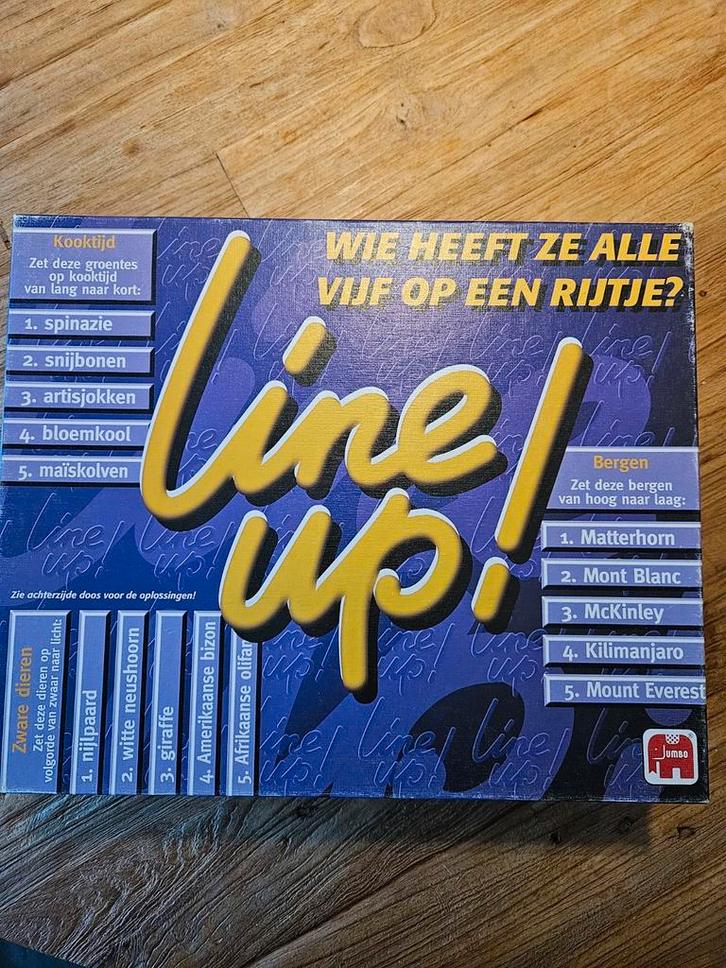 WIE HEEFT ZE ALLE
VIJF OP EEN RIJTJE?
Kooktijd
Zet deze groentes
op kooktijd
van lang naar kort:
1. spinazie
2. snijbonen
3. artisjokken
4. bloemkool
5. maïskolven
Line
up!
Bergen
Zet deze bergen
van hoog naar laag:
1. Matterhorn
2. Mont Blanc
3. McKinley
4. Kilimanjaro
5. Mount Everest
Zie achterzijde doos voor de oplossingen!
Zware dieren
Zet deze dieren op
volgorde van zwaar naar licht:
1. nijlpaard
2. witte neushoorn
3. giraffe
4. Amerikaanse bizon
5. Afrikaanse olifan
JUMBO